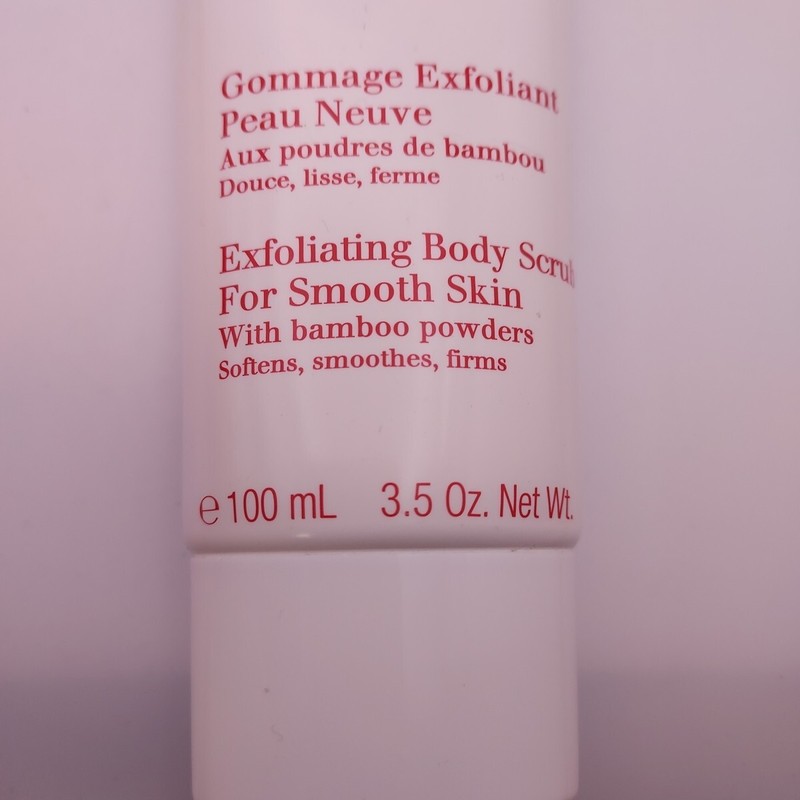 Gommage Exfoliant
Peau Neuve
Aux poudres de bambou
Douce, lisse, ferme
Exfoliating Body Scrub
For Smooth Skin
With bamboo powders
Softens, smoothes, firms
℮ 100 mL 3.5 Oz. Net Wt.